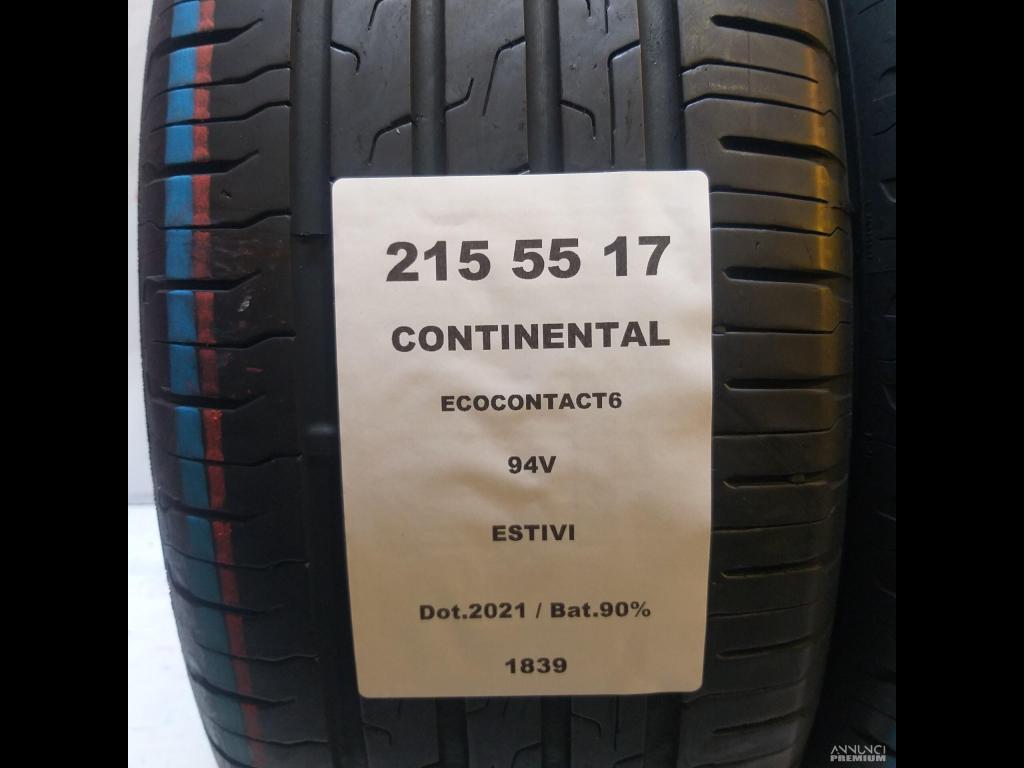 215 55 17
CONTINENTAL
ECOCONTACT6
94V
ESTIVI
Dot.2021 / Bat.90%
1839
ANNUNCI
PREMIUM